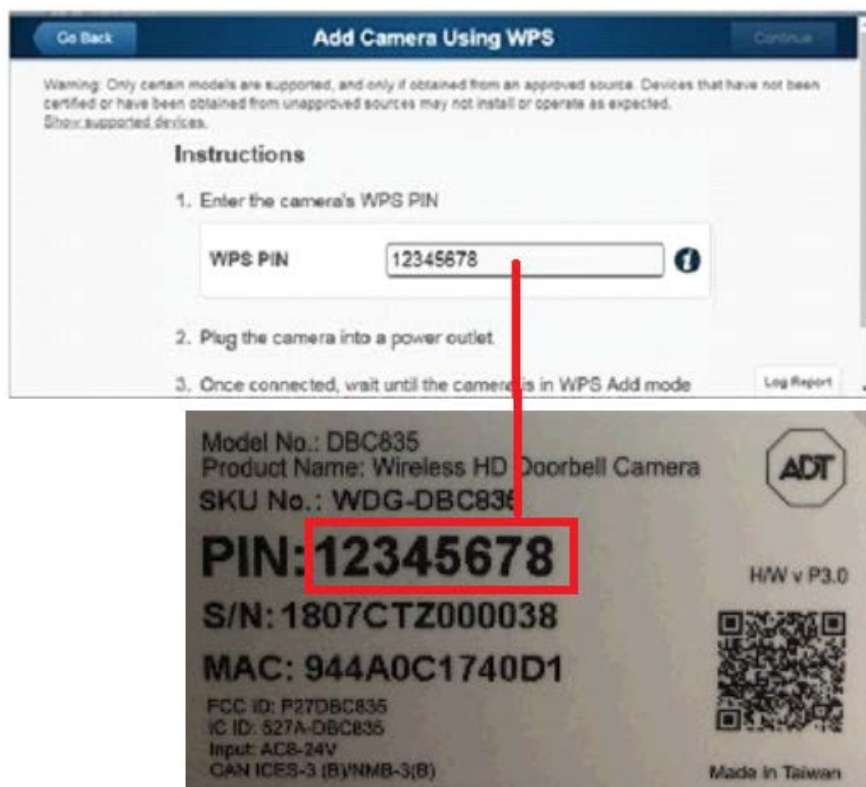 Go Back
Add Camera Using WPS
Continue
Warning: Only certain models are supported, and only if obtained from an approved source. Devices that have not been
certified or have been obtained from unapproved sources may not install or operate as expected.
Show supported devices.
Instructions
1. Enter the camera's WPS PIN
WPS PIN
12345678
i
2. Plug the camera into a power outlet
3. Once connected, wait until the camera is in WPS Add mode
Log Report
Model No.: DBC835
Product Name: Wireless HD Doorbell Camera
ADT
SKU No.: WDG-DBC835
PIN:12345678
H/W v P3.0
S/N: 1807CTZ000038
MAC: 944A0C1740D1
FCC ID: P27DBC835
IC ID: 527A-DBC835
Input: AC8-24V
CAN ICES-3 (B)/NMB-3(B)
Made in Taiwan